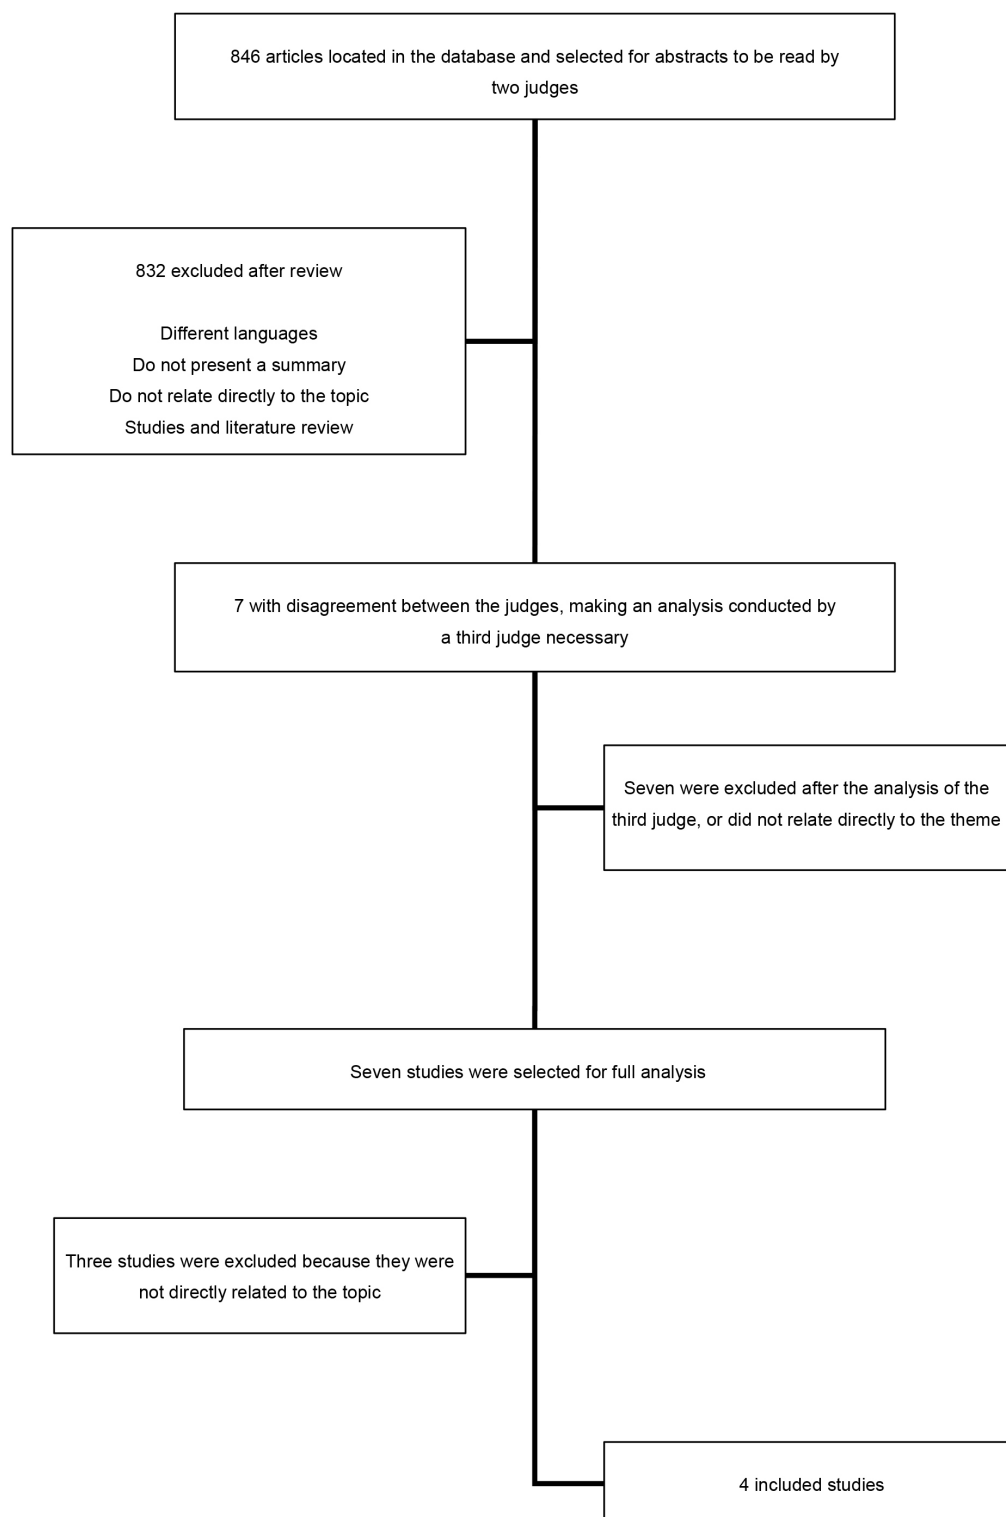 846 articles located in the database and selected for abstracts to be read by
two judges
832 excluded after review
Different languages
Do not present a summary
Do not relate directly to the topic
Studies and literature review
7 with disagreement between the judges, making an analysis conducted by
a third judge necessary
Seven were excluded after the analysis of the
third judge, or did not relate directly to the theme
Seven studies were selected for full analysis
Three studies were excluded because they were
not directly related to the topic
4 included studies